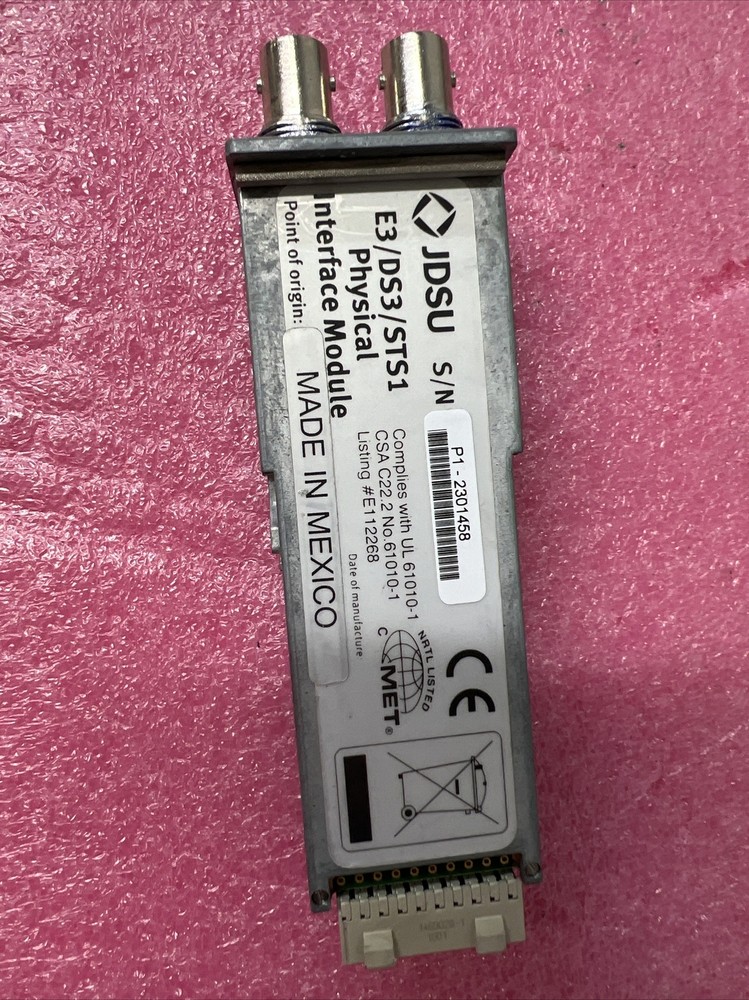 JDSU S/N
P1 - 2301458
E3/DS3/STS1
Physical
Interface Module
Complies with UL 61010-1
CSA C22.2 No.61010-1
Listing #E112268
Point of origin:
MADE IN MEXICO
Date of manufacture
CE
NRTL LISTED
C MET®